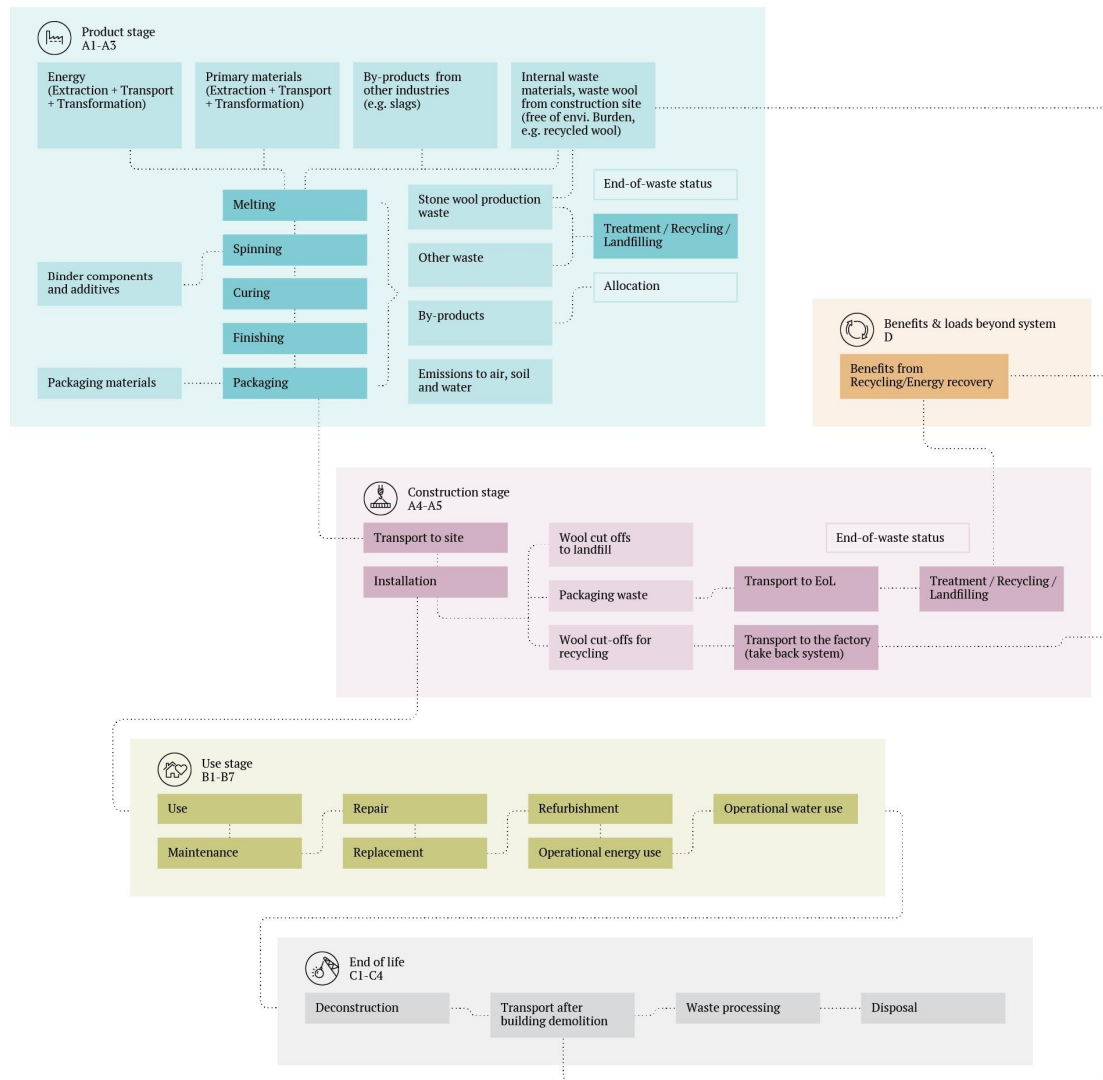 Product stage
A1-A3
Energy
(Extraction + Transport
+ Transformation)
Primary materials
(Extraction + Transport
+ Transformation)
By-products from
other industries
(e.g. slags)
Internal waste
materials, waste wool
from construction site
(free of envi. Burden,
e.g. recycled wool)
Melting
Spinning
Curing
Finishing
Packaging
Binder components
and additives
Packaging materials
Stone wool production
waste
Other waste
By-products
Emissions to air, soil
and water
End-of-waste status
Treatment / Recycling /
Landfilling
Allocation
Benefits & loads beyond system
D
Benefits from
Recycling/Energy recovery
Construction stage
A4-A5
Transport to site
Installation
Wool cut offs
to landfill
Packaging waste
Wool cut-offs for
recycling
End-of-waste status
Transport to EoL
Treatment / Recycling /
Landfilling
Transport to the factory
(take back system)
Use stage
B1-B7
Use
Maintenance
Repair
Replacement
Refurbishment
Operational energy use
Operational water use
End of life
C1-C4
Deconstruction
Transport after
building demolition
Waste processing
Disposal